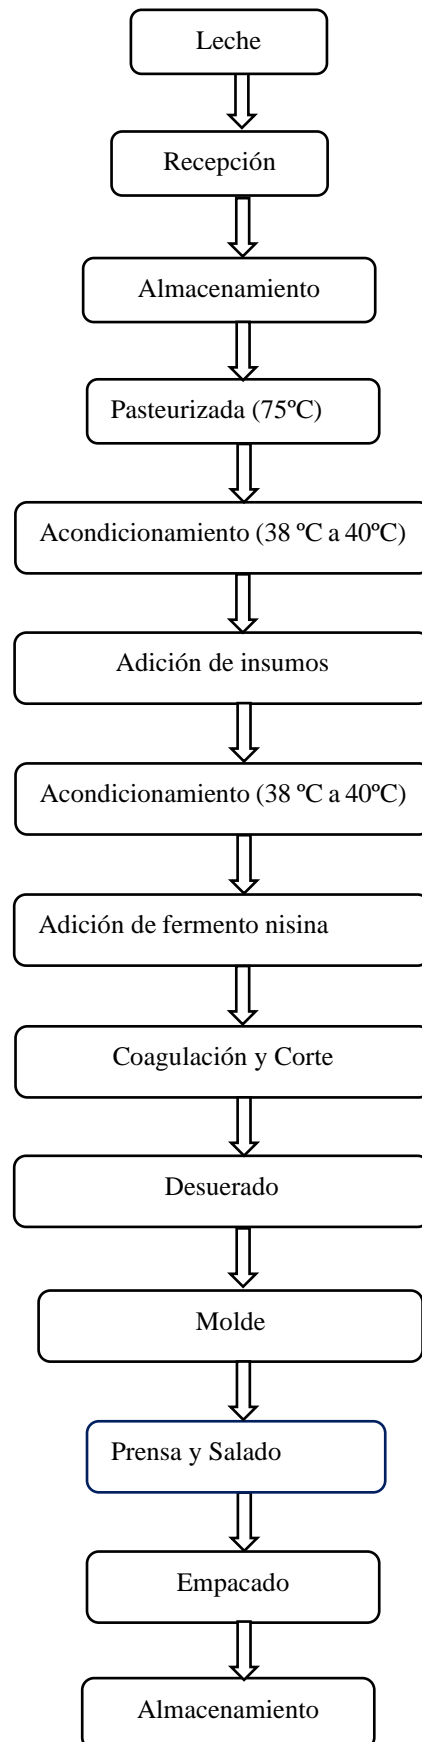 Leche
Recepción
Almacenamiento
Pasteurizada (75ºC)
Acondicionamiento (38 ºC a 40ºC)
Adición de insumos
Acondicionamiento (38 ºC a 40ºC)
Adición de fermento nisina
Coagulación y Corte
Desuerado
Molde
Prensa y Salado
Empacado
Almacenamiento